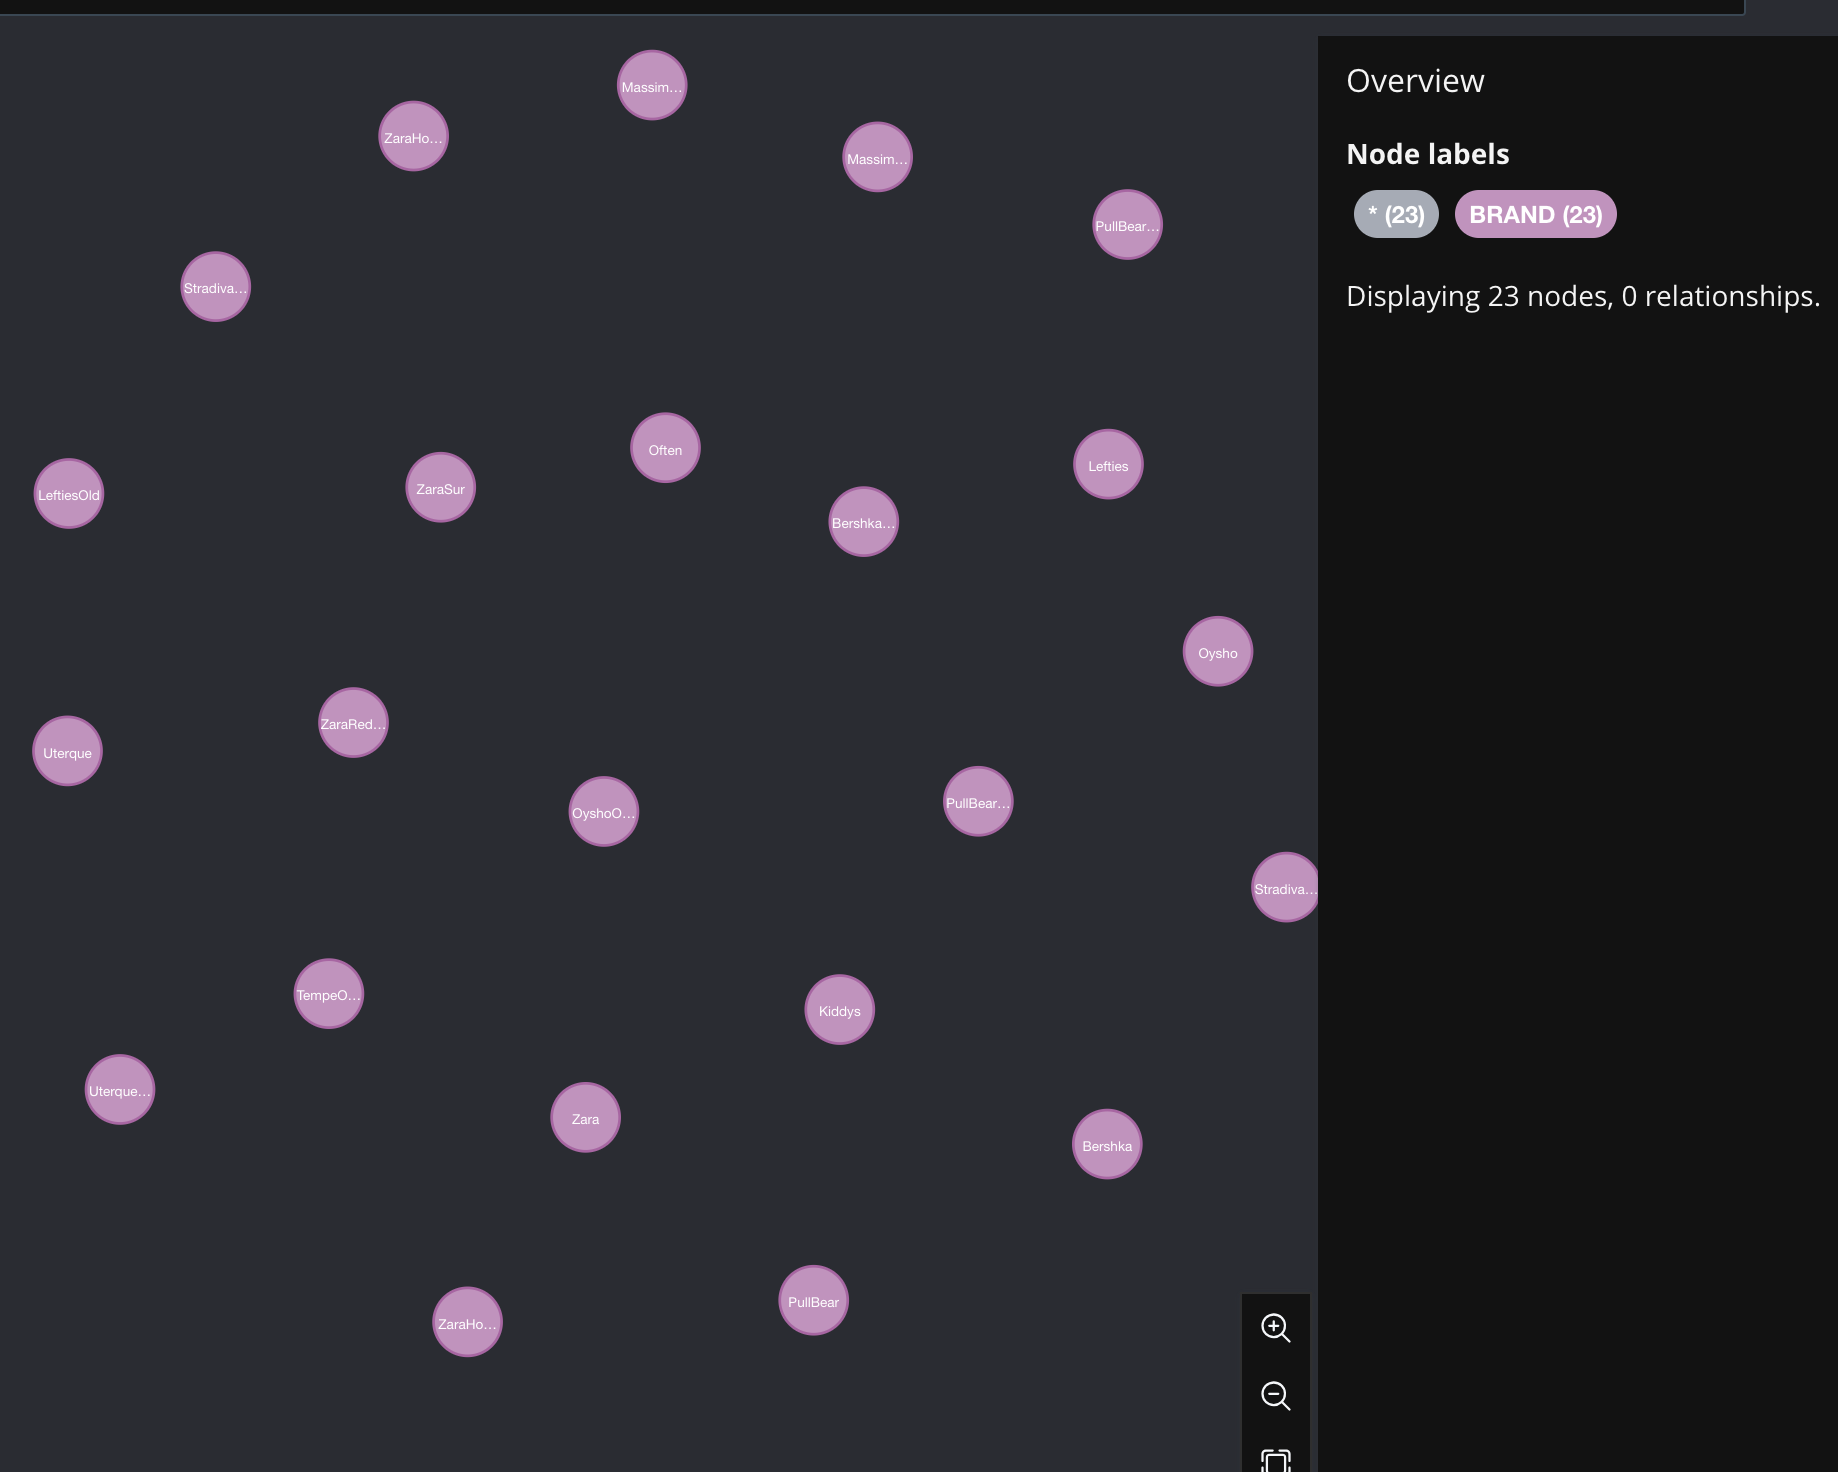 Massim...
ZaraHo...
Massim...
PullBear...
Stradiva...
Often
Lefties
ZaraSur
LeftiesOld
Bershka...
Oysho
ZaraRed...
Uterque
PullBear...
OyshoO...
Stradiva...
TempeO...
Kiddys
Uterque...
Zara
Bershka
PullBear
ZaraHo...
Overview
Node labels
* (23) BRAND (23)
Displaying 23 nodes, 0 relationships.